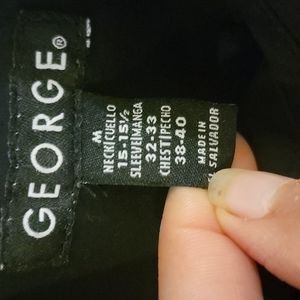 GEORGE®
M
NECK|CUELLO
15-15½
SLEEVE|MANGA
32-33
CHEST|PECHO
38-40
MADE IN
SALVADOR